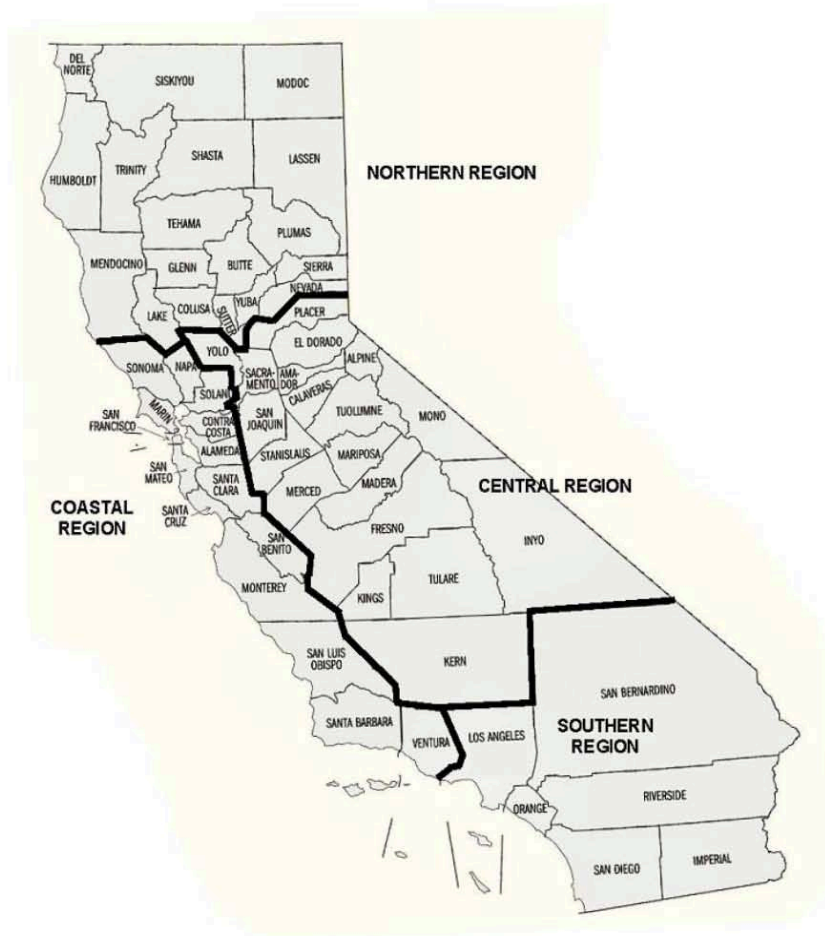 DEL
NORTE
SISKIYOU
MODOC
HUMBOLDT
TRINITY
SHASTA
LASSEN
NORTHERN REGION
TEHAMA
PLUMAS
MENDOCINO
GLENN
BUTTE
SIERRA
NEVADA
LAKE
COLUSA
SUTTER
YUBA
PLACER
SONOMA
NAPA
YOLO
EL DORADO
ALPINE
SOLANO
SACRA-
MENTO
AMA-
DOR
CALAVERAS
MARIN
SAN
FRANCISCO
CONTRA
COSTA
SAN
JOAQUIN
TUOLUMNE
MONO
ALAMEDA
STANISLAUS
MARIPOSA
SAN
MATEO
SANTA
CLARA
MERCED
MADERA
CENTRAL REGION
COASTAL
REGION
SANTA
CRUZ
FRESNO
INYO
SAN
BENITO
MONTEREY
KINGS
TULARE
SAN LUIS
OBISPO
KERN
SAN BERNARDINO
SANTA BARBARA
VENTURA
LOS ANGELES
SOUTHERN
REGION
ORANGE
RIVERSIDE
SAN DIEGO
IMPERIAL